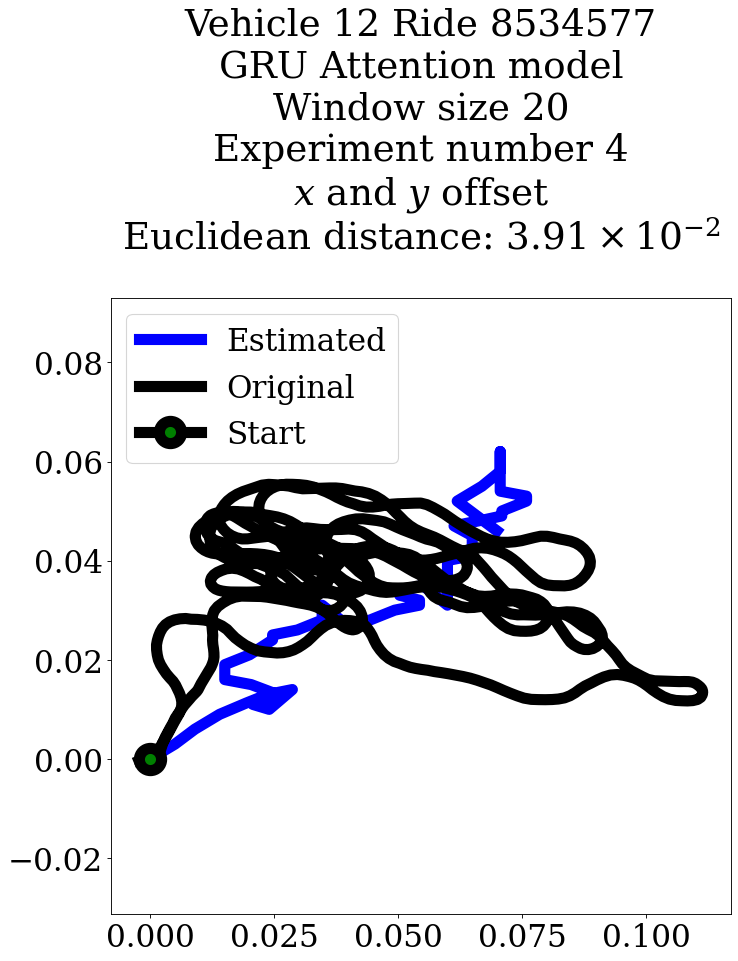 Vehicle 12 Ride 8534577
GRU Attention model
Window size 20
Experiment number 4
x and y offset
Euclidean distance: 3.91 × 10⁻²
Estimated
Original
Start
0.08
0.06
0.04
0.02
0.00
−0.02
0.000 0.025 0.050 0.075 0.100